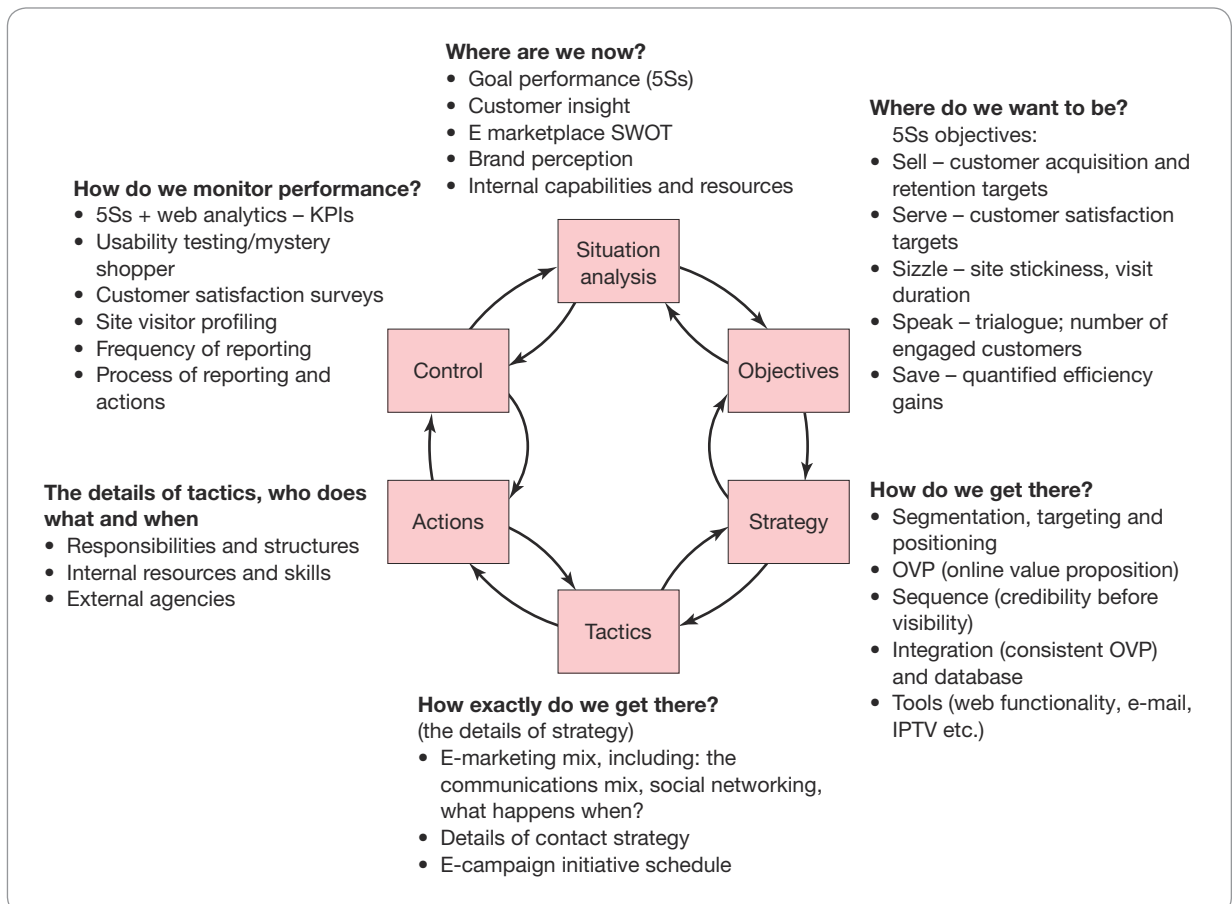 Where are we now?
• Goal performance (5Ss)
• Customer insight
• E marketplace SWOT
• Brand perception
• Internal capabilities and resources
Where do we want to be?
5Ss objectives:
• Sell – customer acquisition and
retention targets
• Serve – customer satisfaction
targets
• Sizzle – site stickiness, visit
duration
• Speak – trialogue; number of
engaged customers
• Save – quantified efficiency
gains
How do we monitor performance?
• 5Ss + web analytics – KPIs
• Usability testing/mystery
shopper
• Customer satisfaction surveys
• Site visitor profiling
• Frequency of reporting
• Process of reporting and
actions
Situation
analysis
Control
Objectives
Actions
Strategy
Tactics
The details of tactics, who does
what and when
• Responsibilities and structures
• Internal resources and skills
• External agencies
How do we get there?
• Segmentation, targeting and
positioning
• OVP (online value proposition)
• Sequence (credibility before
visibility)
• Integration (consistent OVP)
and database
• Tools (web functionality, e-mail,
IPTV etc.)
How exactly do we get there?
(the details of strategy)
• E-marketing mix, including: the
communications mix, social networking,
what happens when?
• Details of contact strategy
• E-campaign initiative schedule